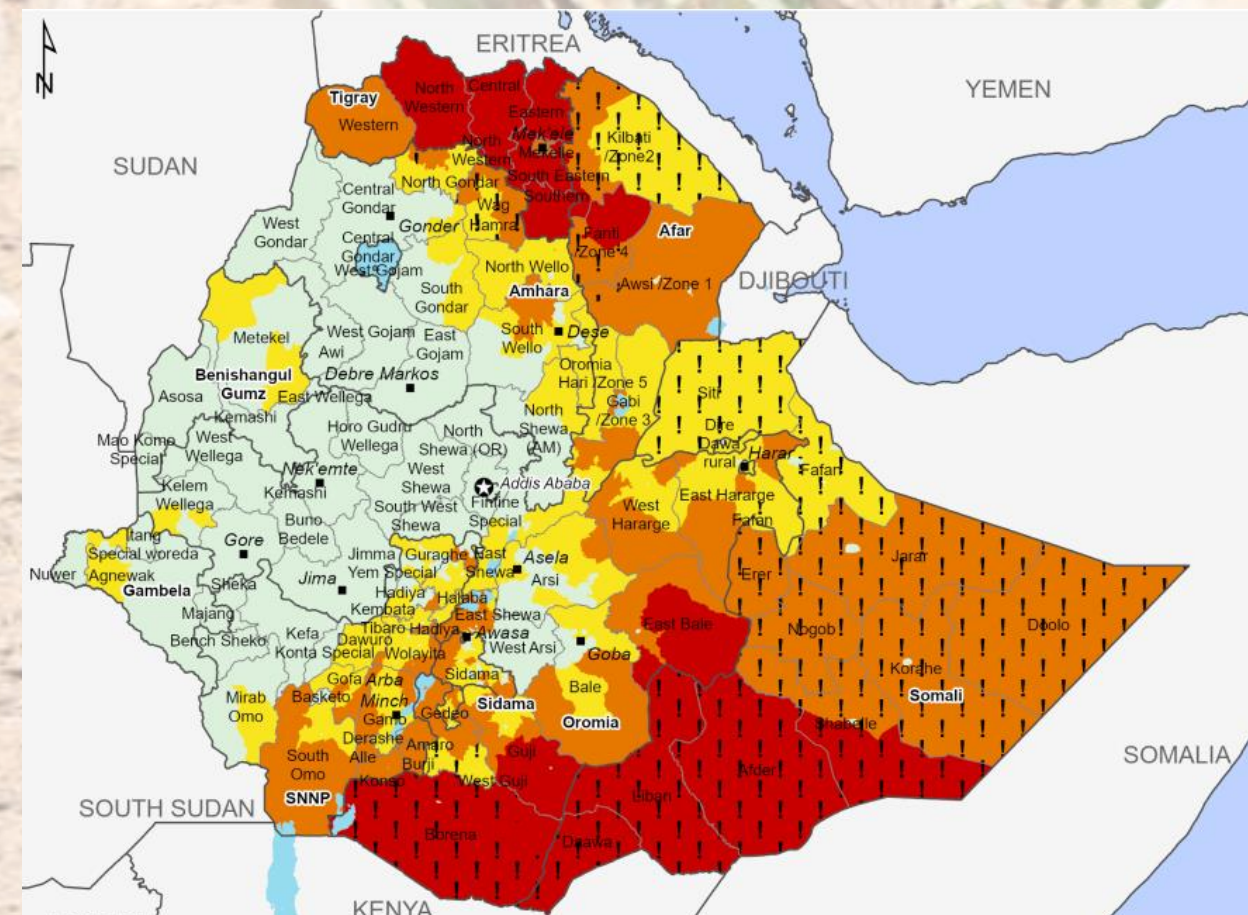 ERITREA
YEMEN
SUDAN
N
Tigray
Western
North
Western
Central
Eastern
Mek'ele
Mekelle
North
Western
South Eastern
Southern
Kilbati
/Zone2
North Gondar
Wag
Hamra
Central
Gondar
Gonder
West
Gondar
Central
Gondar
West Gojam
Fanti
/Zone 4
Afar
Awsi /Zone 1
DJIBOUTI
North Wello
Amhara
South
Gondar
South
Wello
Dese
Metekel
West Gojam
Awi
East
Gojam
Debre Markos
Benishangul
Gumz
Asosa
East Wellega
Kemashi
Oromia
Hari /Zone 5
Gabi
/Zone 3
Siti
Dire
Dawa
rural
Harar
Fafan
Mao Komo
Special
West
Wellega
Horo Gudru
Wellega
North
Shewa (OR)
North
Shewa
(AM)
Nek'emte
Kemashi
West
Shewa
Addis Ababa
Kelem
Wellega
South West
Shewa
Finfine
Special
West
Hararge
East Hararge
Fafan
Jarar
Erer
Buno
Bedele
Itang
Special woreda
Gore
Nuwer
Agnewak
Gambela
Sheka
Jimma
Yem Special
Guraghe
East
Shewa
Asela
Arsi
Jima
Hadiya
Halaba
Kembata
Tibaro
Hadiya
East Shewa
Awasa
West Arsi
Goba
East Bale
Nogob
Doolo
Korahe
Somali
Majang
Bench Sheko
Kefa
Konta Special
Dawuro
Wolayita
Sidama
Bale
Mirab
Omo
Gofa
Arba
Minch
Basketo
Gamo
Gedeo
Sidama
Oromia
Derashe
Alle
Amaro
Burji
Guji
West Guji
Shabelle
Afder
Liban
SOMALIA
South
Omo
SNNP
Konso
Borena
Daawa
SOUTH SUDAN
KENYA